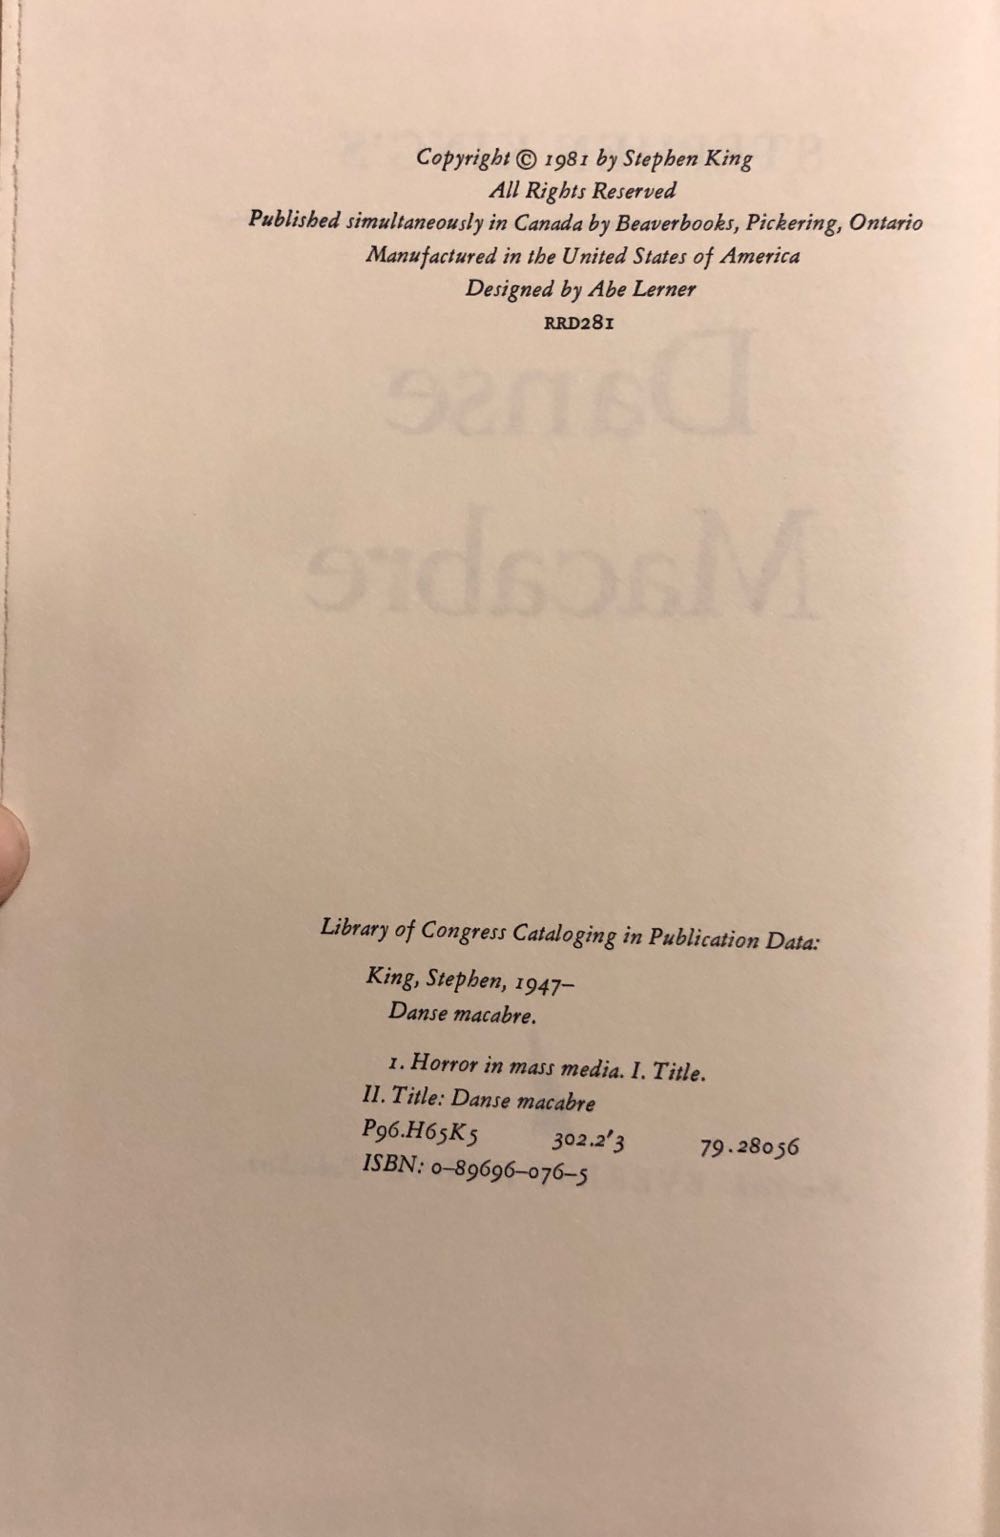 Copyright © 1981 by Stephen King
All Rights Reserved
Published simultaneously in Canada by Beaverbooks, Pickering, Ontario
Manufactured in the United States of America
Designed by Abe Lerner
RRD281
Danse
Macabre
Library of Congress Cataloging in Publication Data:
King, Stephen, 1947–
Danse macabre.
1. Horror in mass media. I. Title.
II. Title: Danse macabre
P96.H65K5 302.2′3 79.28056
ISBN: 0–89696–076–5